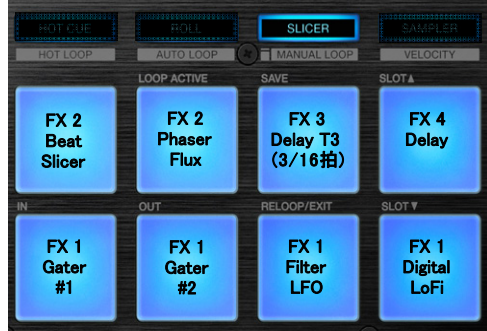 HOT CUE ROLL SLICER SAMPLER
HOT LOOP AUTO LOOP MANUAL LOOP VELOCITY
LOOP ACTIVE SAVE SLOT▲
FX 2
Beat
Slicer
FX 2
Phaser
Flux
FX 3
Delay T3
(3/16拍)
FX 4
Delay
IN OUT RELOOP/EXIT SLOT▼
FX 1
Gater
#1
FX 1
Gater
#2
FX 1
Filter
LFO
FX 1
Digital
LoFi